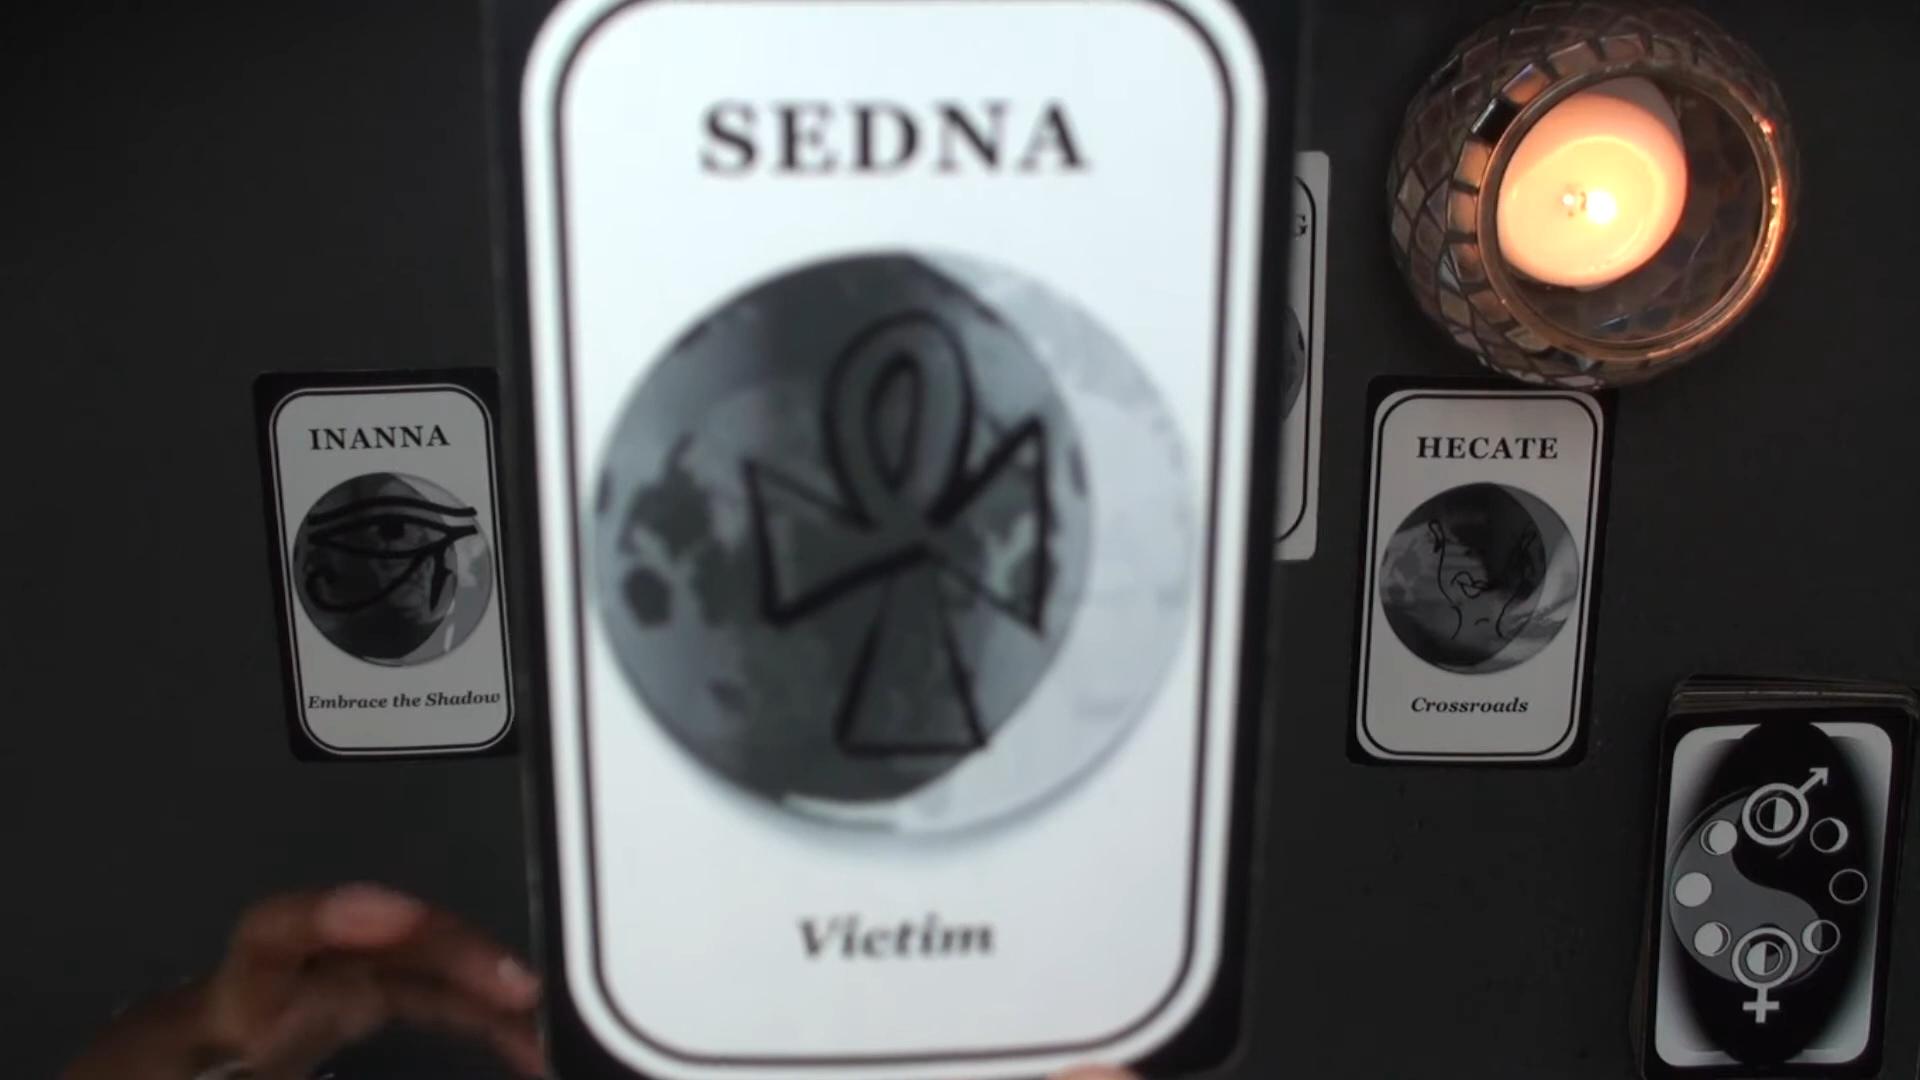 SEDNA
Victim
INANNA
Embrace the Shadow
G
HECATE
Crossroads